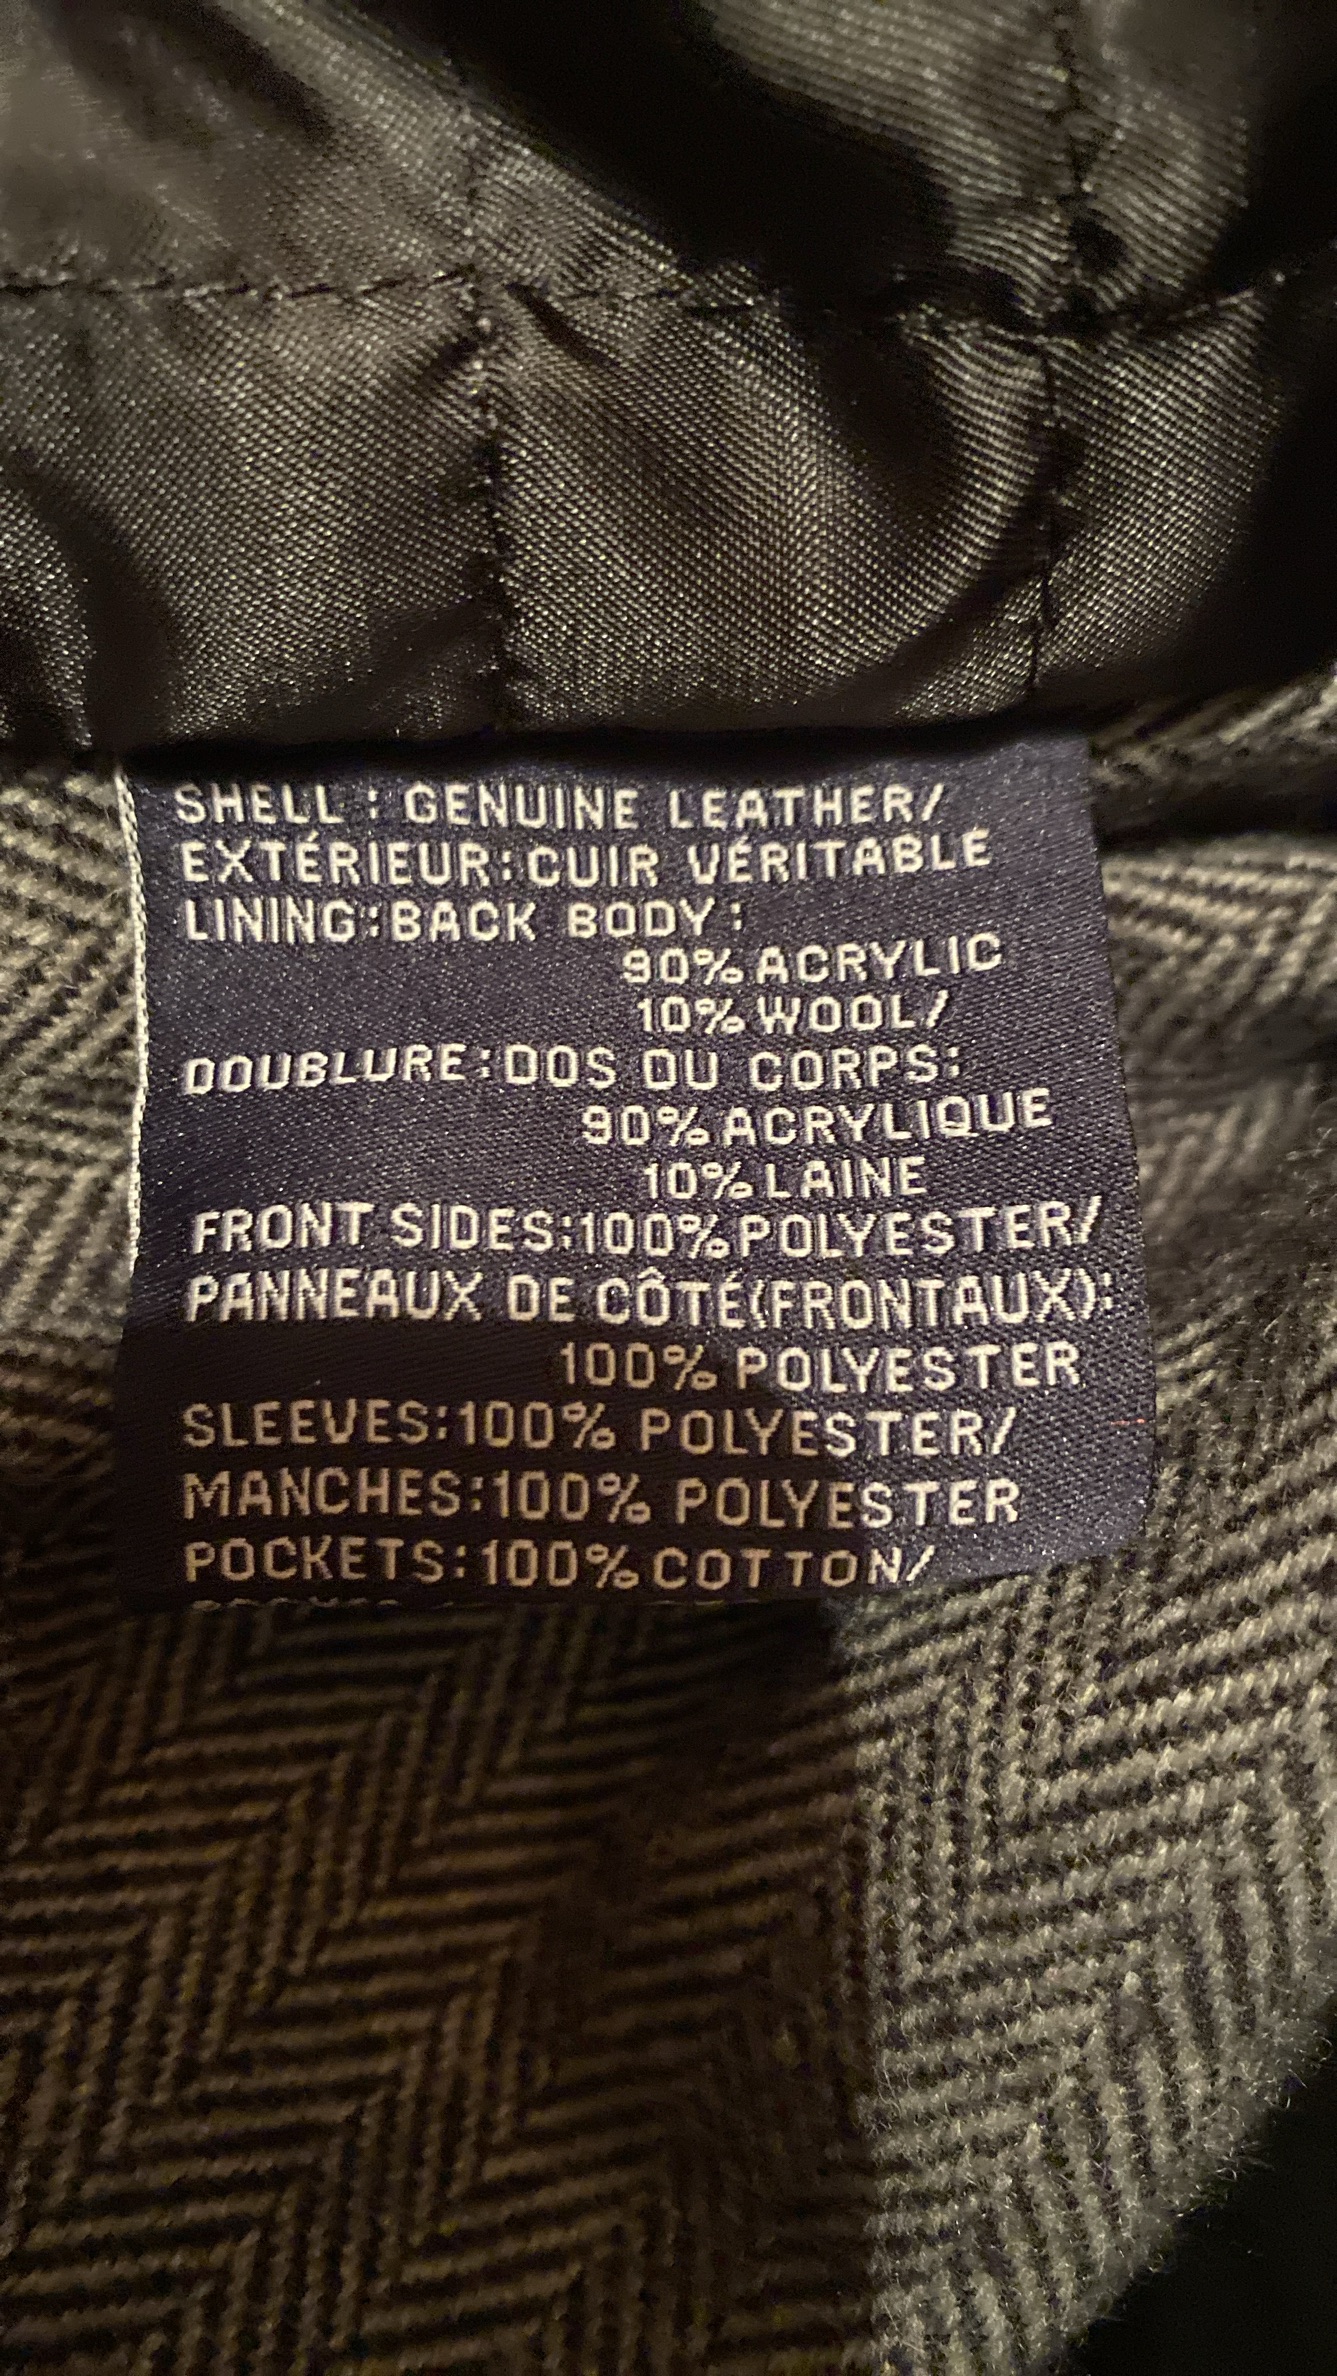 SHELL : GENUINE LEATHER/
EXTÉRIEUR:CUIR VÉRITABLE
LINING:BACK BODY:
90% ACRYLIC
10% WOOL/
DOUBLURE:DOS DU CORPS:
90% ACRYLIQUE
10% LAINE
FRONT SIDES:100% POLYESTER/
PANNEAUX DE CÔTÉ(FRONTAUX):
100% POLYESTER
SLEEVES:100% POLYESTER/
MANCHES:100% POLYESTER
POCKETS:100% COTTON/